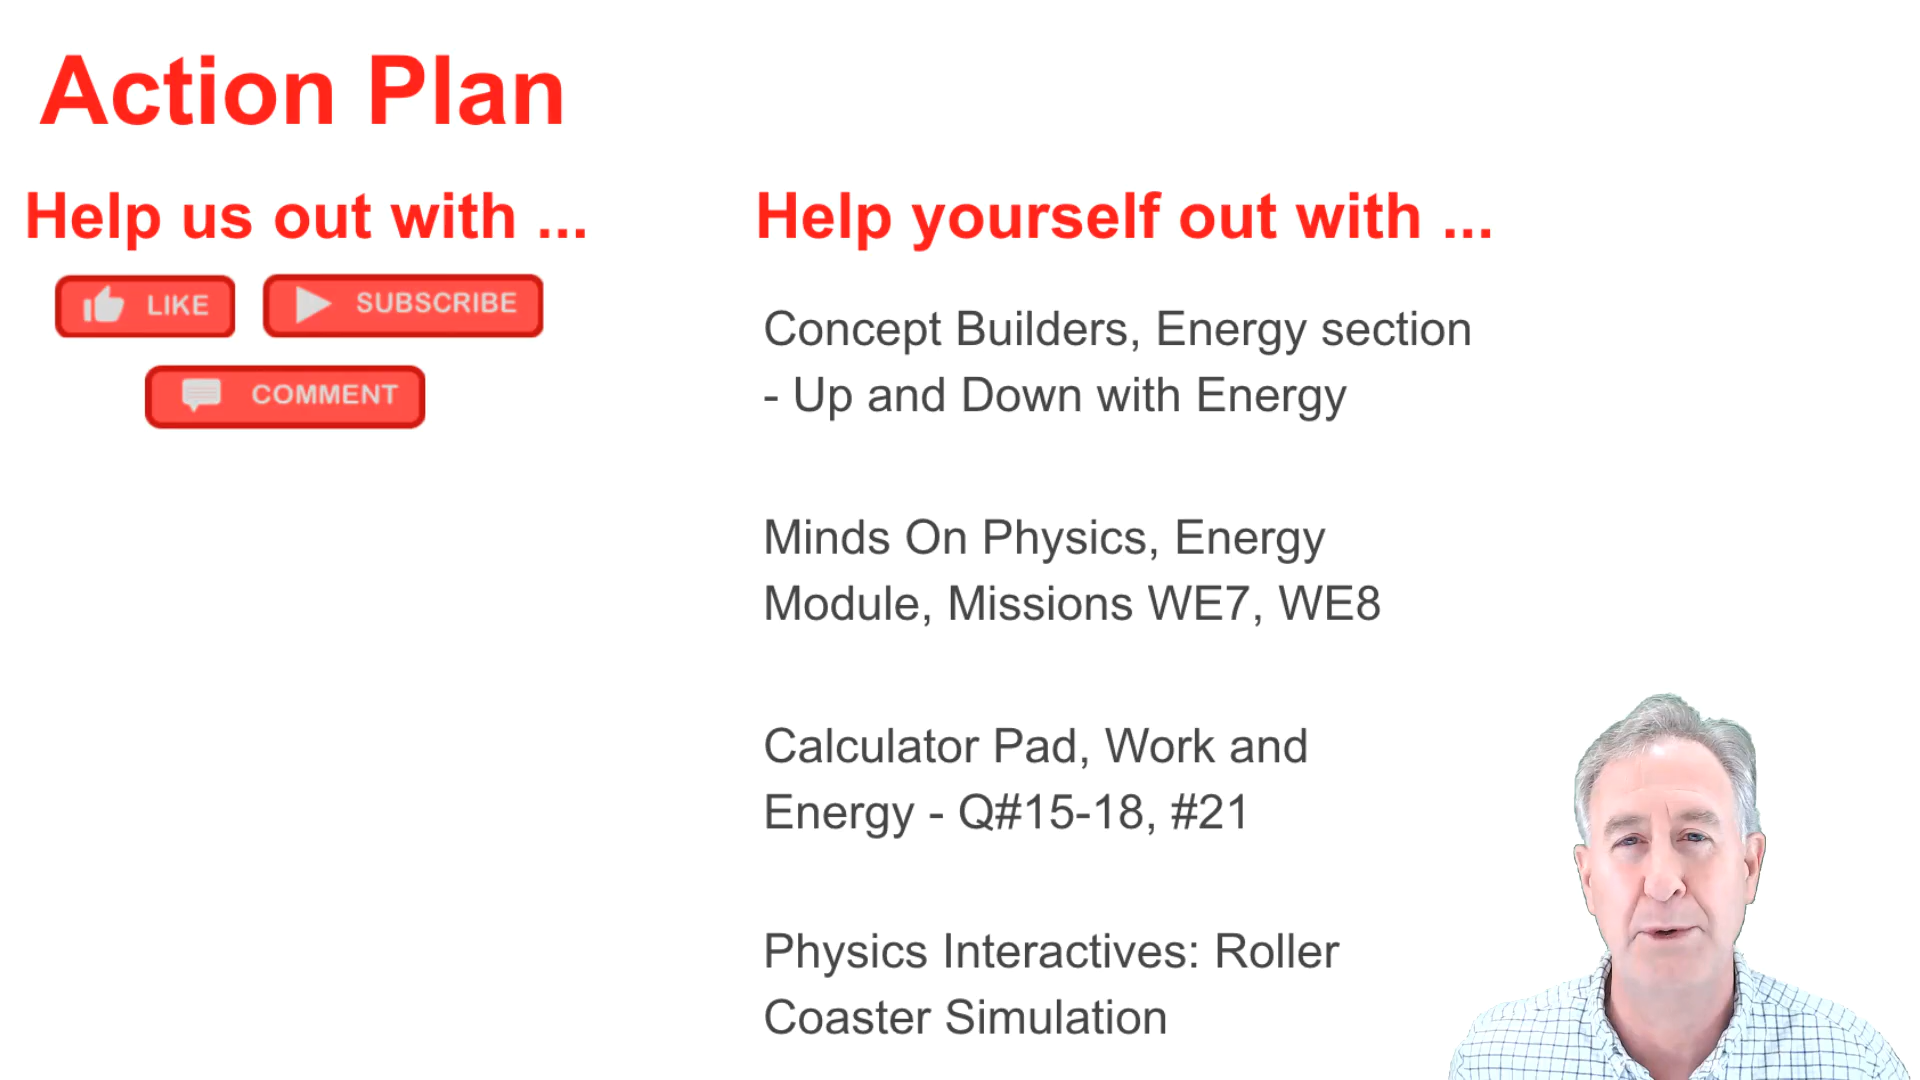 Action Plan
Help us out with ...
LIKE
SUBSCRIBE
COMMENT
Help yourself out with ...
Concept Builders, Energy section
- Up and Down with Energy
Minds On Physics, Energy
Module, Missions WE7, WE8
Calculator Pad, Work and
Energy - Q#15-18, #21
Physics Interactives: Roller
Coaster Simulation